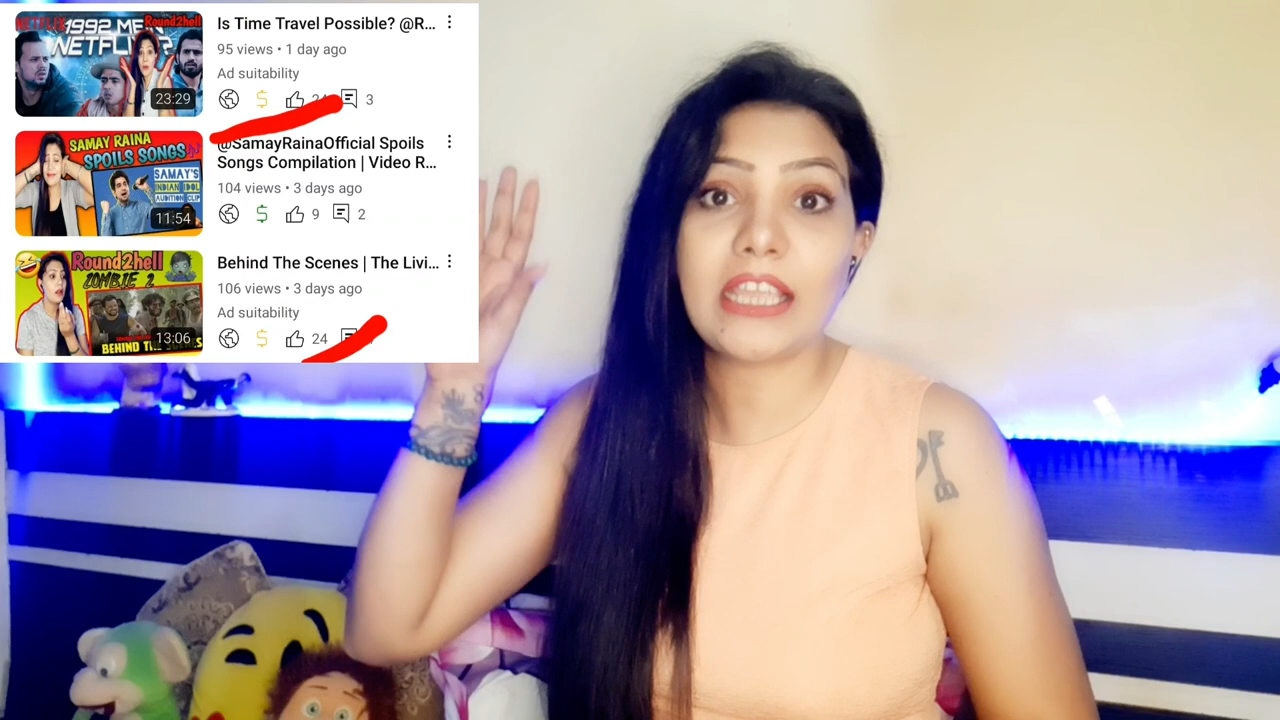 NETFLIX
1992 MEN
NETFLIX?
Round2hell
23:29
Is Time Travel Possible? @R...
95 views • 1 day ago
Ad suitability
3
SAMAY RAINA
SPOILS SONGS
SAMAY'S
INDIAN IDOL
AUDITION CLIP
11:54
@SamayRainaOfficial Spoils
Songs Compilation | Video R...
104 views • 3 days ago
9
2
Round2hell
ZOMBIE 2
BEHIND THE
13:06
Behind The Scenes | The Livi...
106 views • 3 days ago
Ad suitability
24